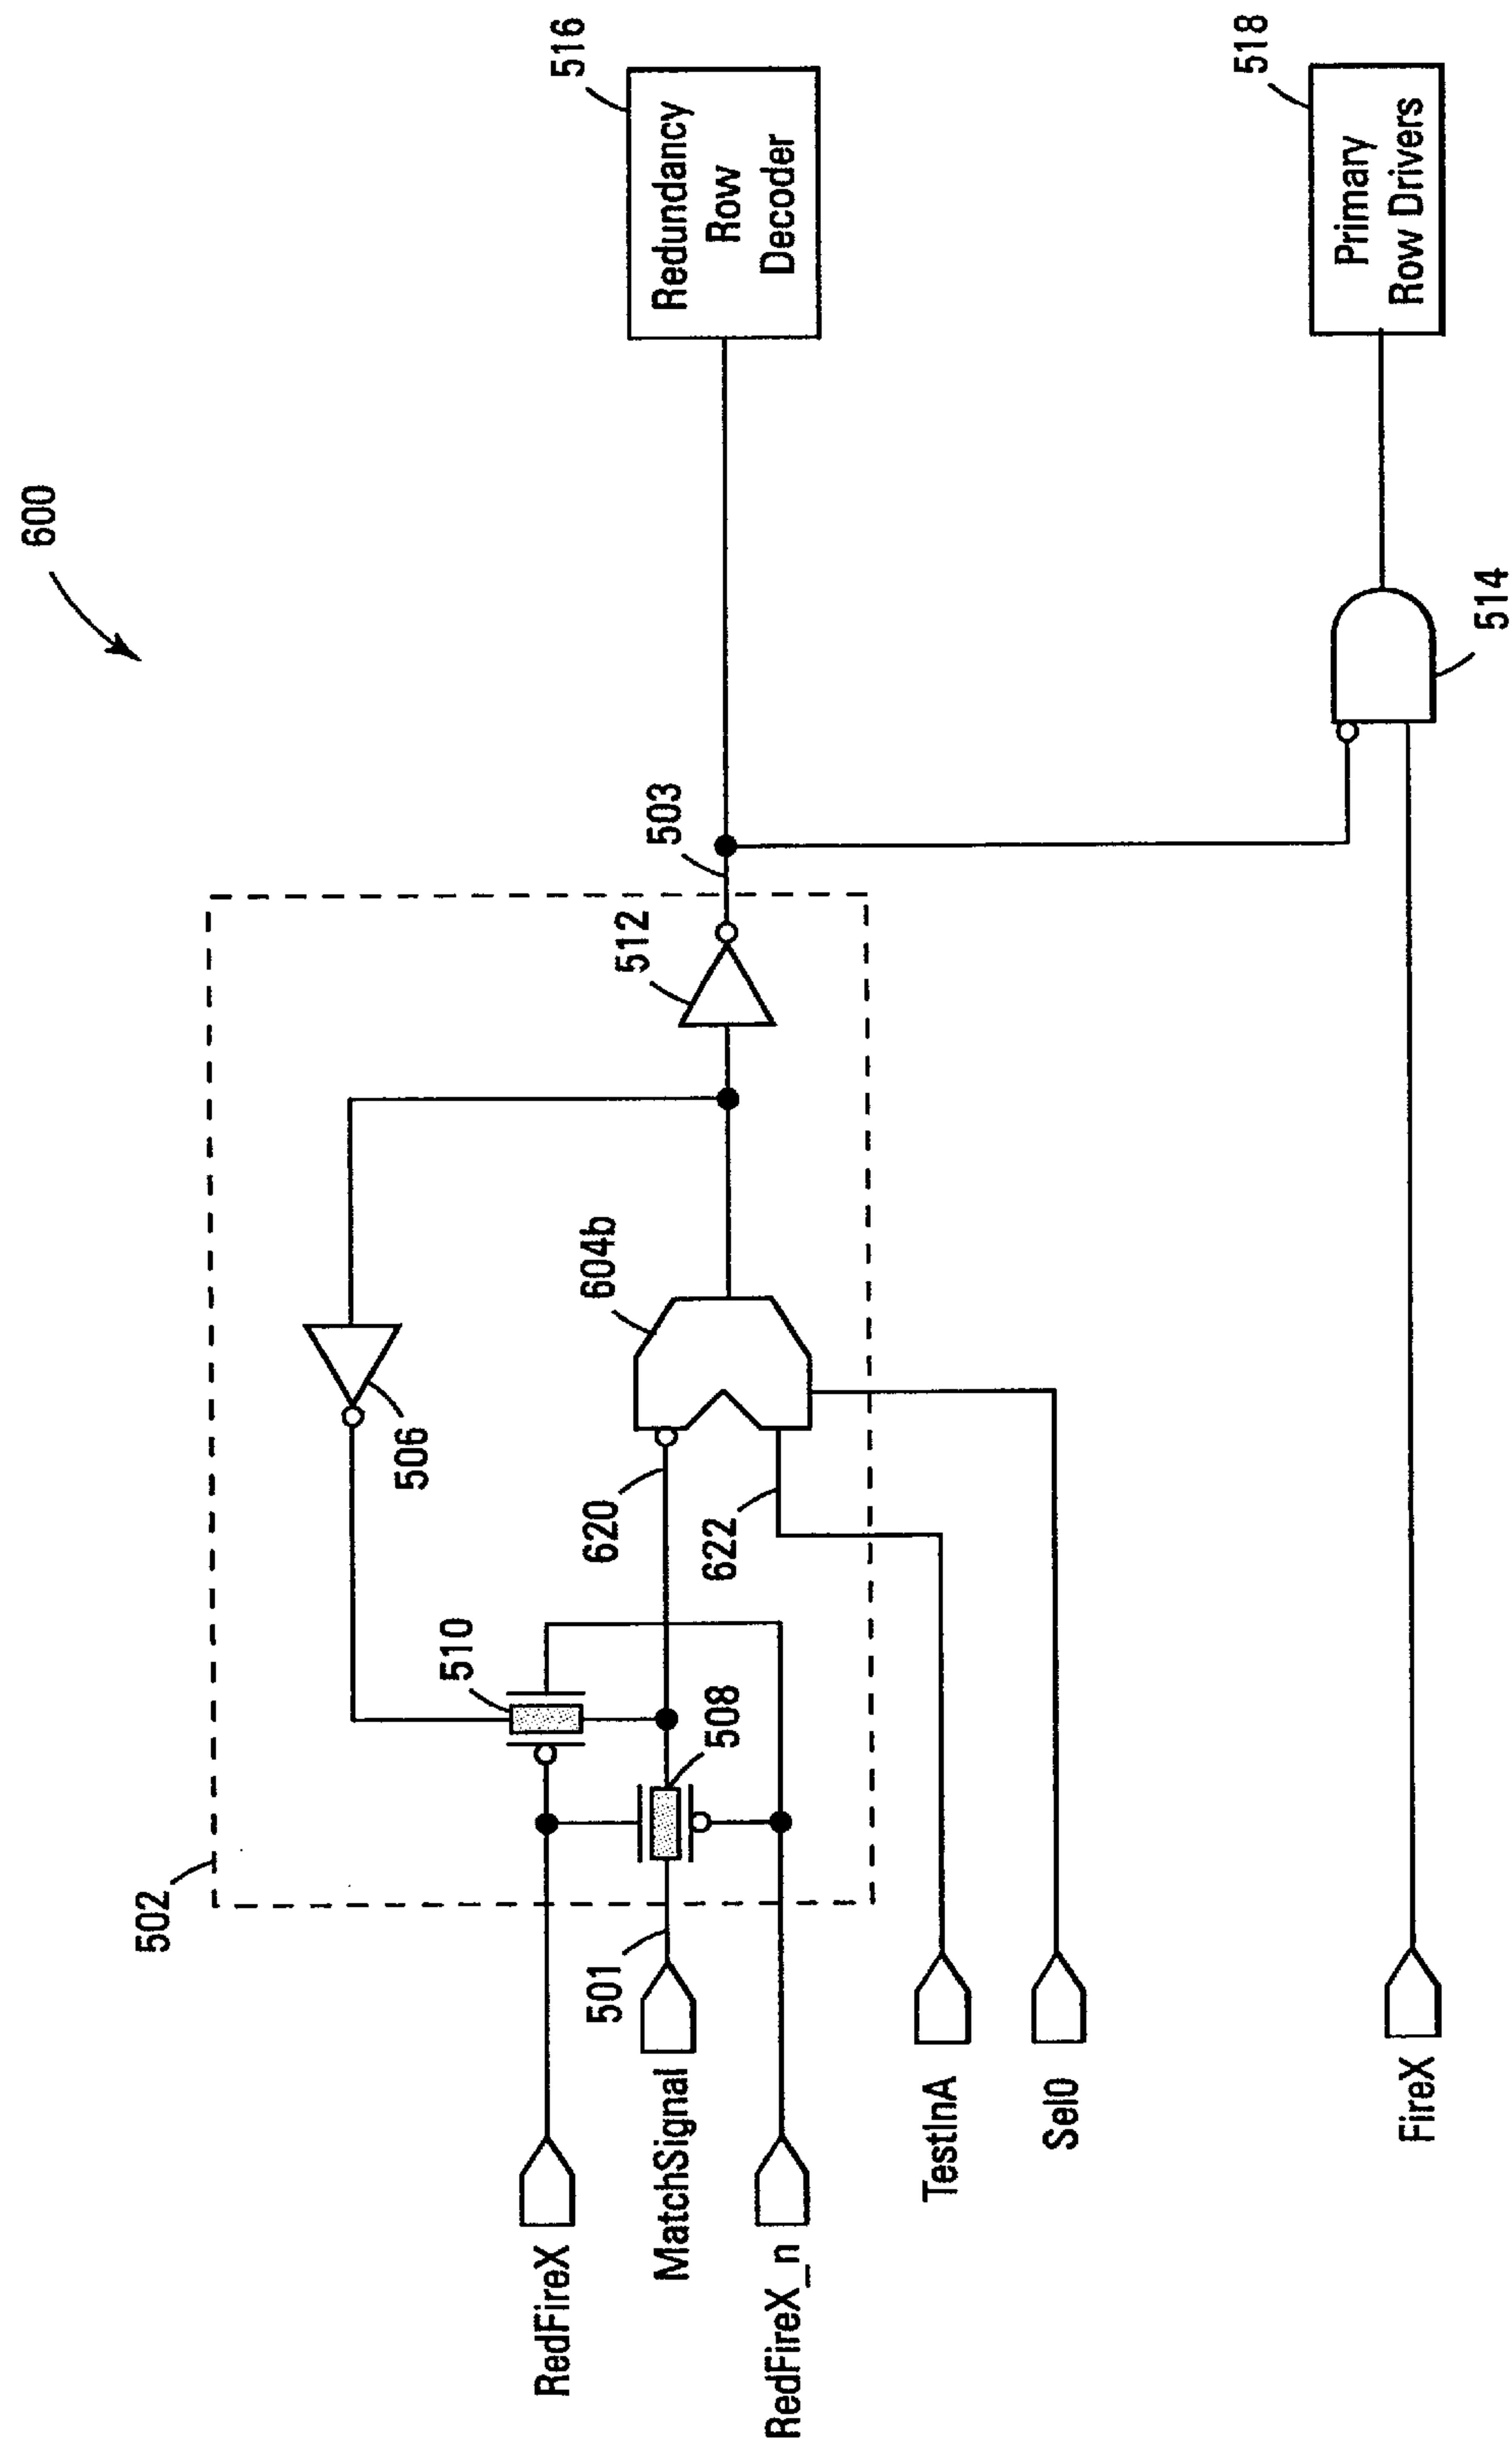 600
502
RedFireX
501
MatchSignal
RedFireX_n
TestInA
Sel0
FireX
510
508
506
620
622
604b
512
503
516
Redundancy
Row
Decoder
514
518
Primary
Row Drivers